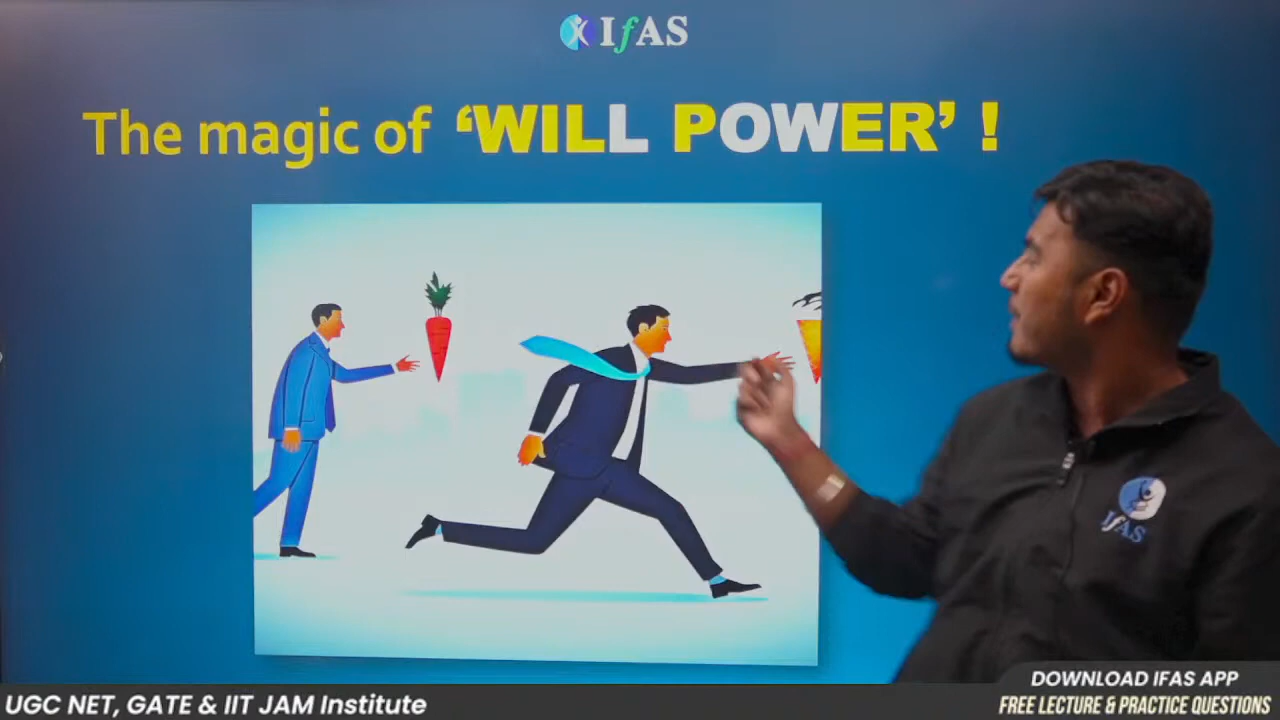 IfAS
The magic of ‘WILL POWER’ !
IfAS
UGC NET, GATE & IIT JAM Institute
DOWNLOAD IFAS APP
FREE LECTURE & PRACTICE QUESTIONS